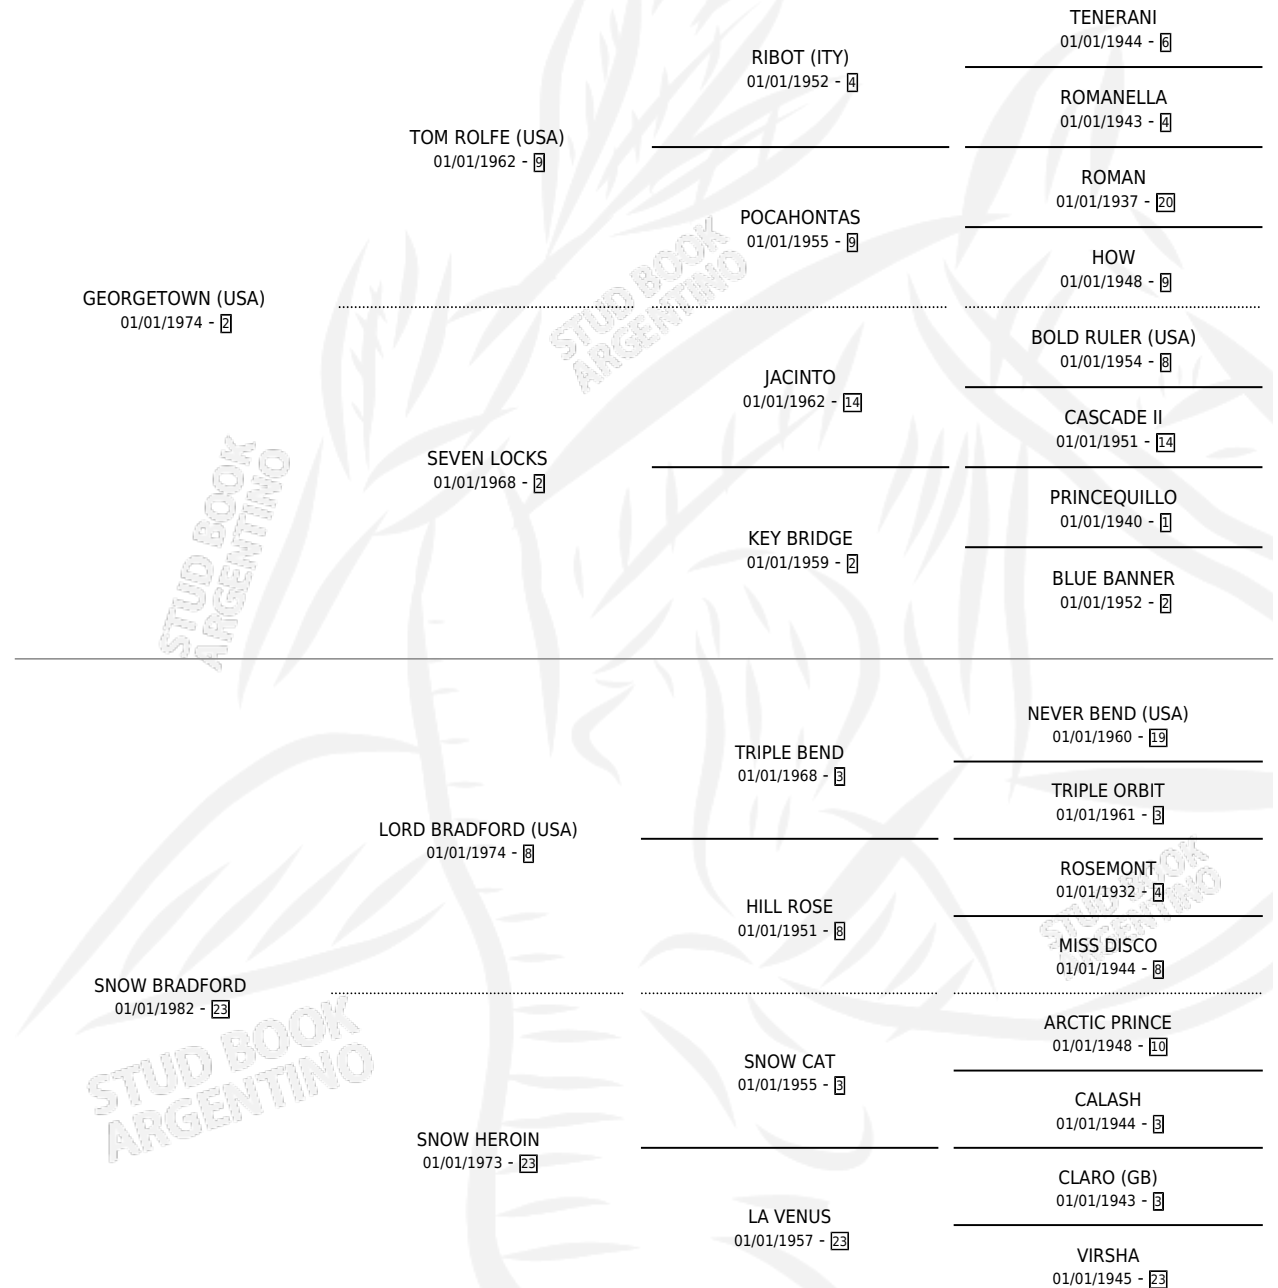 TENERANI
01/01/1944 - 6
RIBOT (ITY)
01/01/1952 - 4
ROMANELLA
01/01/1943 - 4
TOM ROLFE (USA)
01/01/1962 - 9
ROMAN
01/01/1937 - 20
POCAHONTAS
01/01/1955 - 9
HOW
01/01/1948 - 9
GEORGETOWN (USA)
01/01/1974 - 2
STUD BOOK
ARGENTINO
BOLD RULER (USA)
01/01/1954 - 8
JACINTO
01/01/1962 - 14
CASCADE II
01/01/1951 - 14
SEVEN LOCKS
01/01/1968 - 2
PRINCEQUILLO
01/01/1940 - 1
KEY BRIDGE
01/01/1959 - 2
BLUE BANNER
01/01/1952 - 2
STUD BOOK
ARGENTINO
NEVER BEND (USA)
01/01/1960 - 19
TRIPLE BEND
01/01/1968 - 3
TRIPLE ORBIT
01/01/1961 - 3
LORD BRADFORD (USA)
01/01/1974 - 8
ROSEMONT
01/01/1932 - 4
HILL ROSE
01/01/1951 - 8
STUD BOOK
ARGENTINO
MISS DISCO
01/01/1944 - 8
SNOW BRADFORD
01/01/1982 - 23
STUD BOOK
ARGENTINO
ARCTIC PRINCE
01/01/1948 - 10
SNOW CAT
01/01/1955 - 3
CALASH
01/01/1944 - 3
SNOW HEROIN
01/01/1973 - 23
CLARO (GB)
01/01/1943 - 3
LA VENUS
01/01/1957 - 23
VIRSHA
01/01/1945 - 23